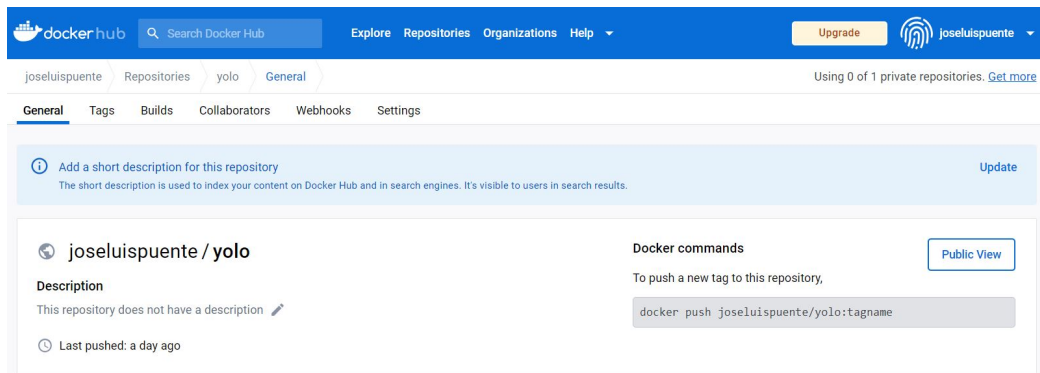 dockerhub Search Docker Hub Explore Repositories Organizations Help Upgrade joseluispuente
joseluispuente Repositories yolo General Using 0 of 1 private repositories. Get more
General Tags Builds Collaborators Webhooks Settings
Add a short description for this repository Update
The short description is used to index your content on Docker Hub and in search engines. It's visible to users in search results.
joseluispuente / yolo
Description
This repository does not have a description
Last pushed: a day ago
Docker commands
Public View
To push a new tag to this repository,
docker push joseluispuente/yolo:tagname